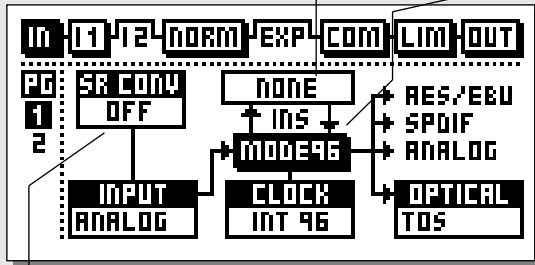 IN I1 I2 NORM EXP COM LIM OUT
PG
1
2
SR CONV
OFF
NONE
INS
MODE96
AES/EBU
SPDIF
ANALOG
INPUT
ANALOG
CLOCK
INT 96
OPTICAL
TOS